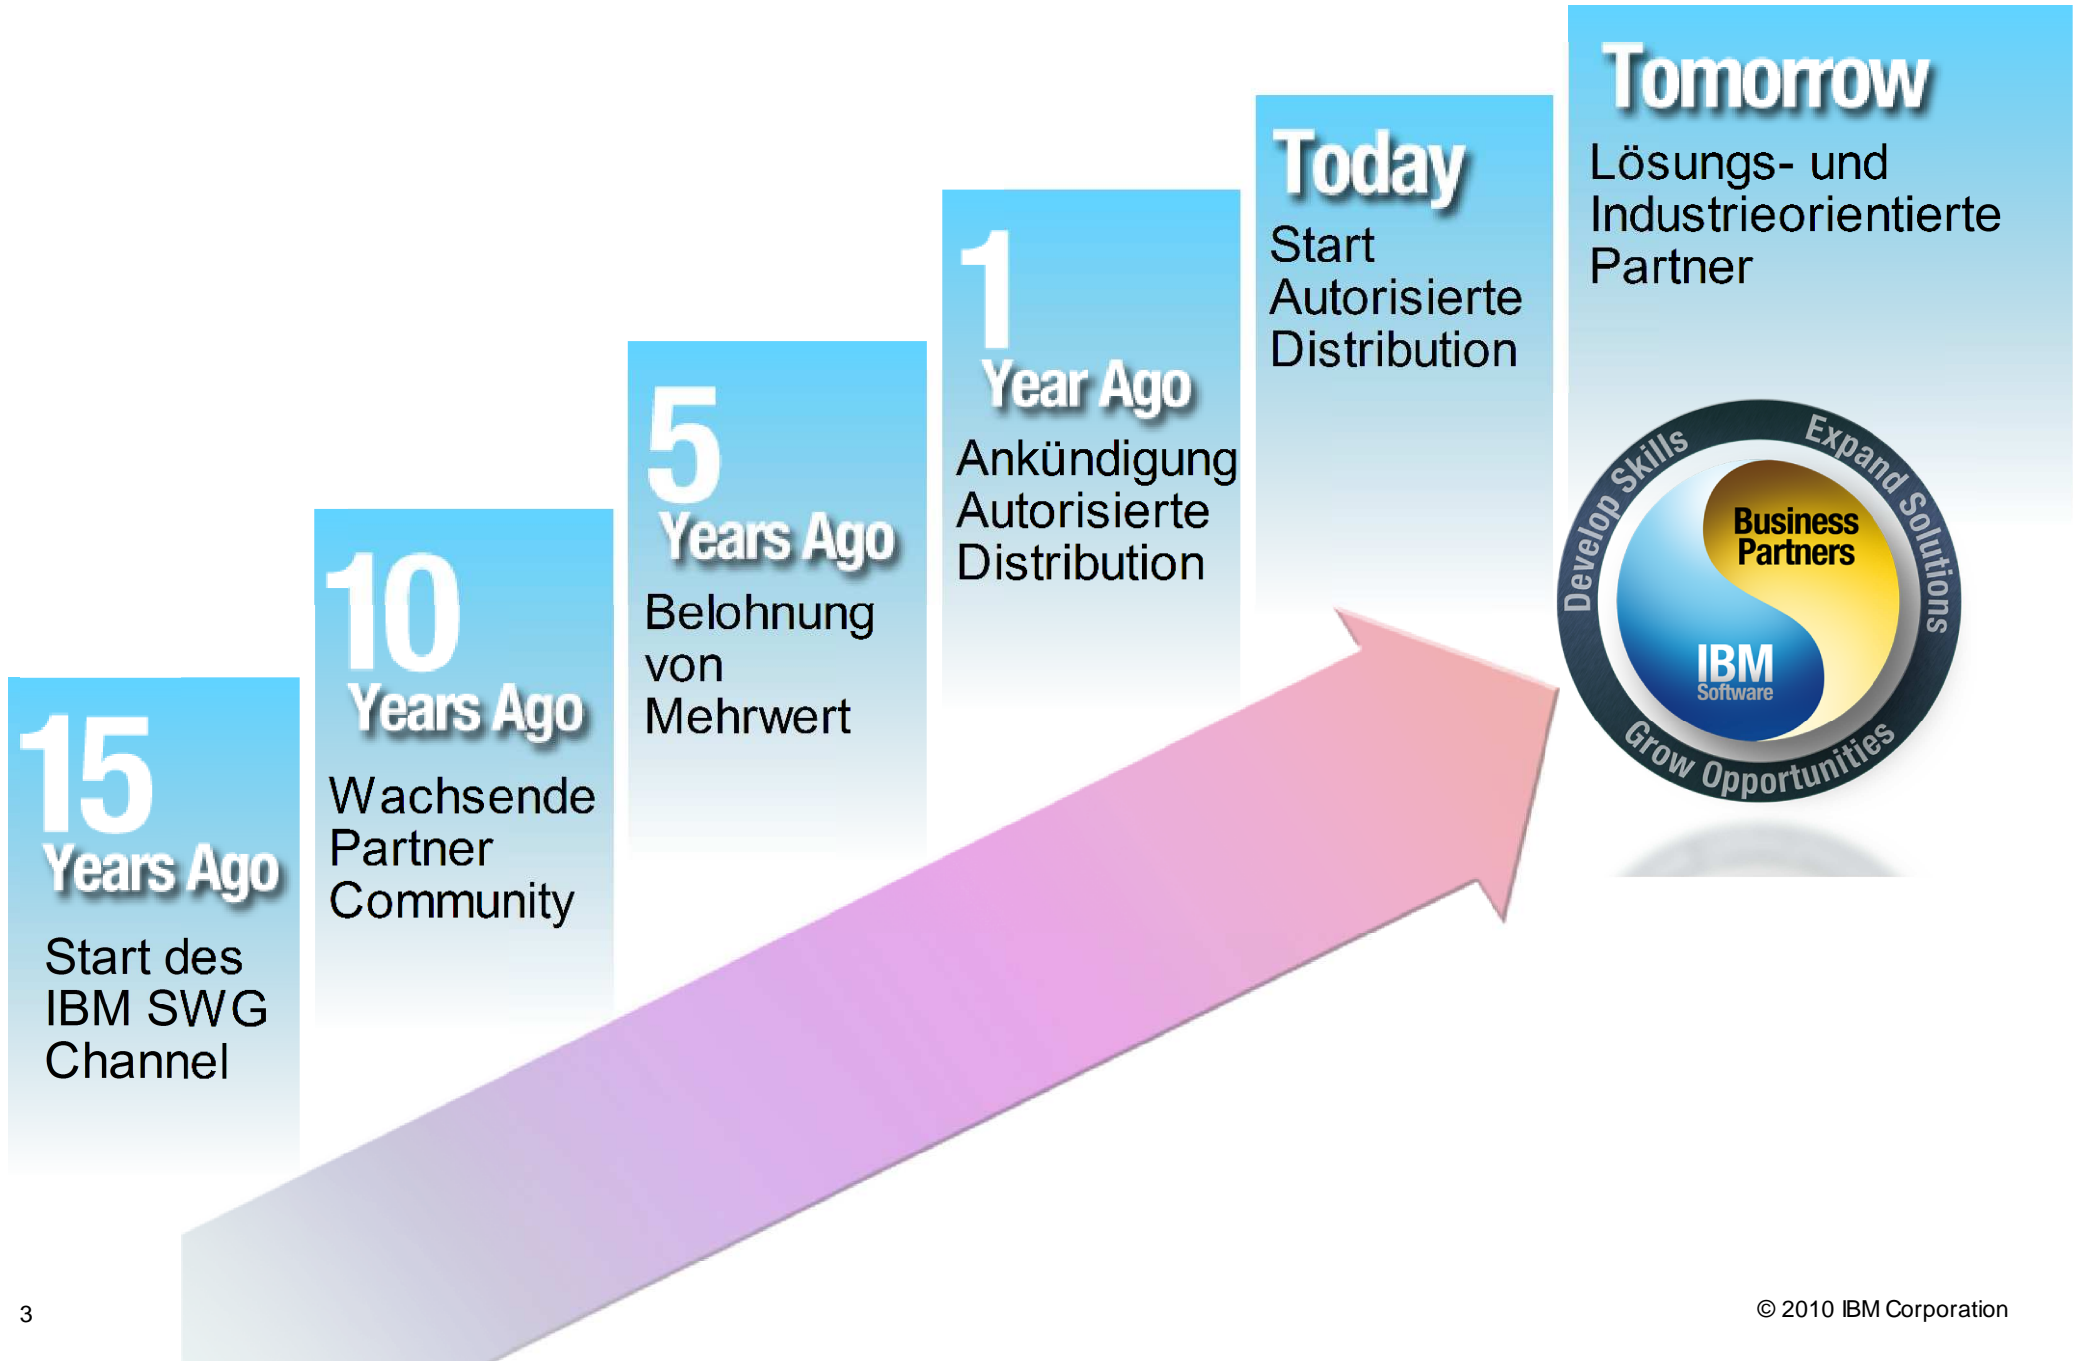 15
Years Ago
Start des
IBM SWG
Channel
10
Years Ago
Wachsende
Partner
Community
5
Years Ago
Belohnung
von
Mehrwert
1
Year Ago
Ankündigung
Autorisierte
Distribution
Today
Start
Autorisierte
Distribution
Tomorrow
Lösungs- und
Industrieorientierte
Partner
Develop Skills
Expand Solutions
Grow Opportunities
Business
Partners
IBM
Software
3
© 2010 IBM Corporation